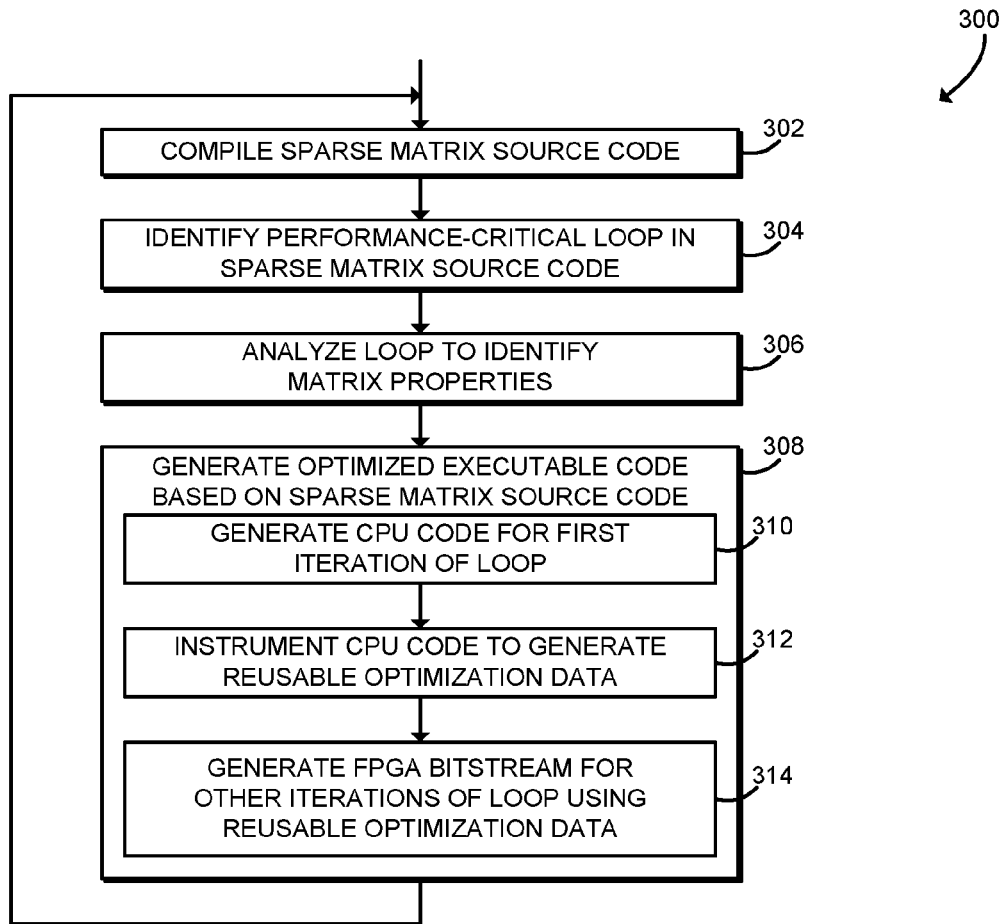 300
COMPILE SPARSE MATRIX SOURCE CODE
302
IDENTIFY PERFORMANCE-CRITICAL LOOP IN
SPARSE MATRIX SOURCE CODE
304
ANALYZE LOOP TO IDENTIFY
MATRIX PROPERTIES
306
GENERATE OPTIMIZED EXECUTABLE CODE
BASED ON SPARSE MATRIX SOURCE CODE
308
GENERATE CPU CODE FOR FIRST
ITERATION OF LOOP
310
INSTRUMENT CPU CODE TO GENERATE
REUSABLE OPTIMIZATION DATA
312
GENERATE FPGA BITSTREAM FOR
OTHER ITERATIONS OF LOOP USING
REUSABLE OPTIMIZATION DATA
314